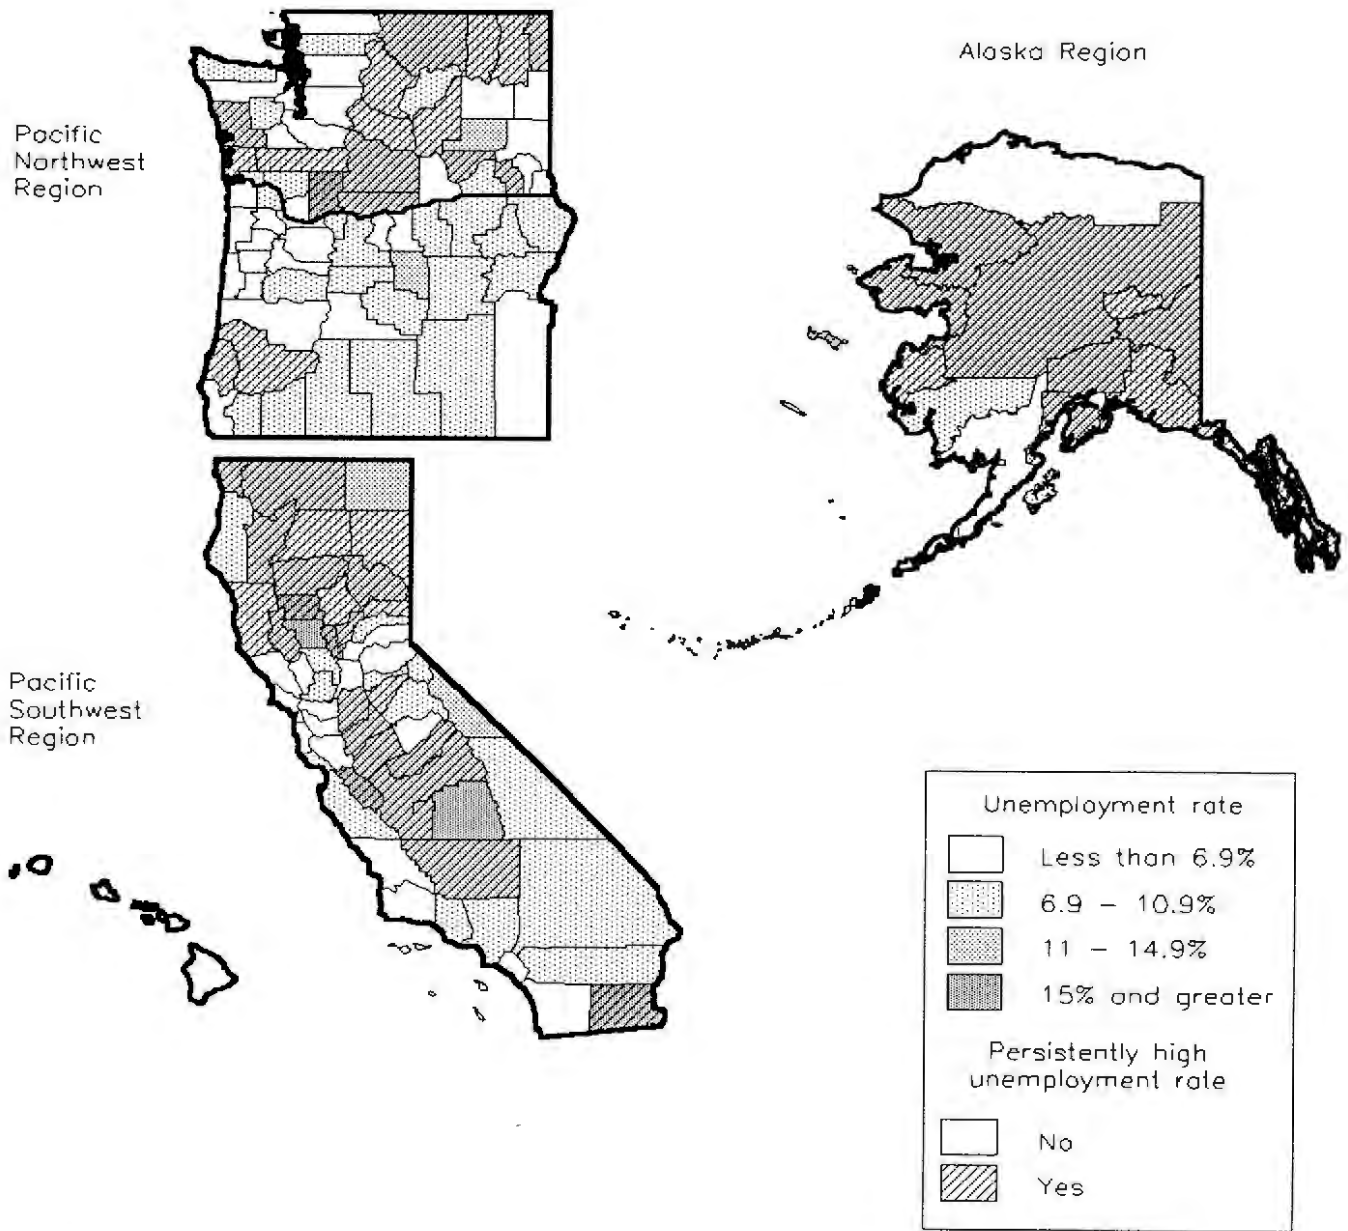 Alaska Region
Pacific
Northwest
Region
Pacific
Southwest
Region
Unemployment rate
Less than 6.9%
6.9 – 10.9%
11 – 14.9%
15% and greater
Persistently high
unemployment rate
No
Yes